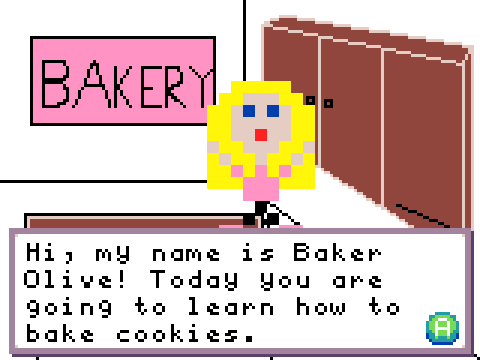 BAKERY
Hi, my name is Baker
Olive! Today you are
going to learn how to
bake cookies.
A